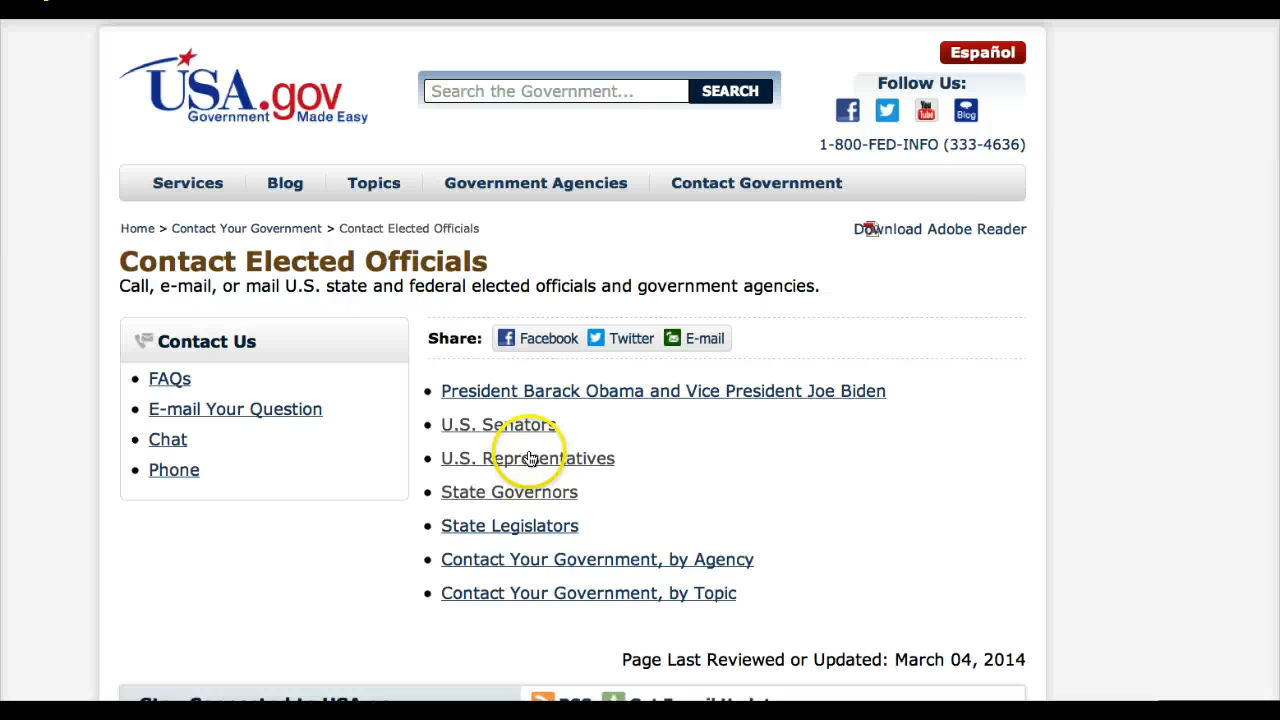 Español
USA.gov
Government Made Easy
Search the Government...
SEARCH
Follow Us:
You Tube
Blog
1-800-FED-INFO (333-4636)
Services
Blog
Topics
Government Agencies
Contact Government
Home > Contact Your Government > Contact Elected Officials
Download Adobe Reader
Contact Elected Officials
Call, e-mail, or mail U.S. state and federal elected officials and government agencies.
Contact Us
FAQs
E-mail Your Question
Chat
Phone
Share: Facebook Twitter E-mail
President Barack Obama and Vice President Joe Biden
U.S. Senators
U.S. Representatives
State Governors
State Legislators
Contact Your Government, by Agency
Contact Your Government, by Topic
Page Last Reviewed or Updated: March 04, 2014